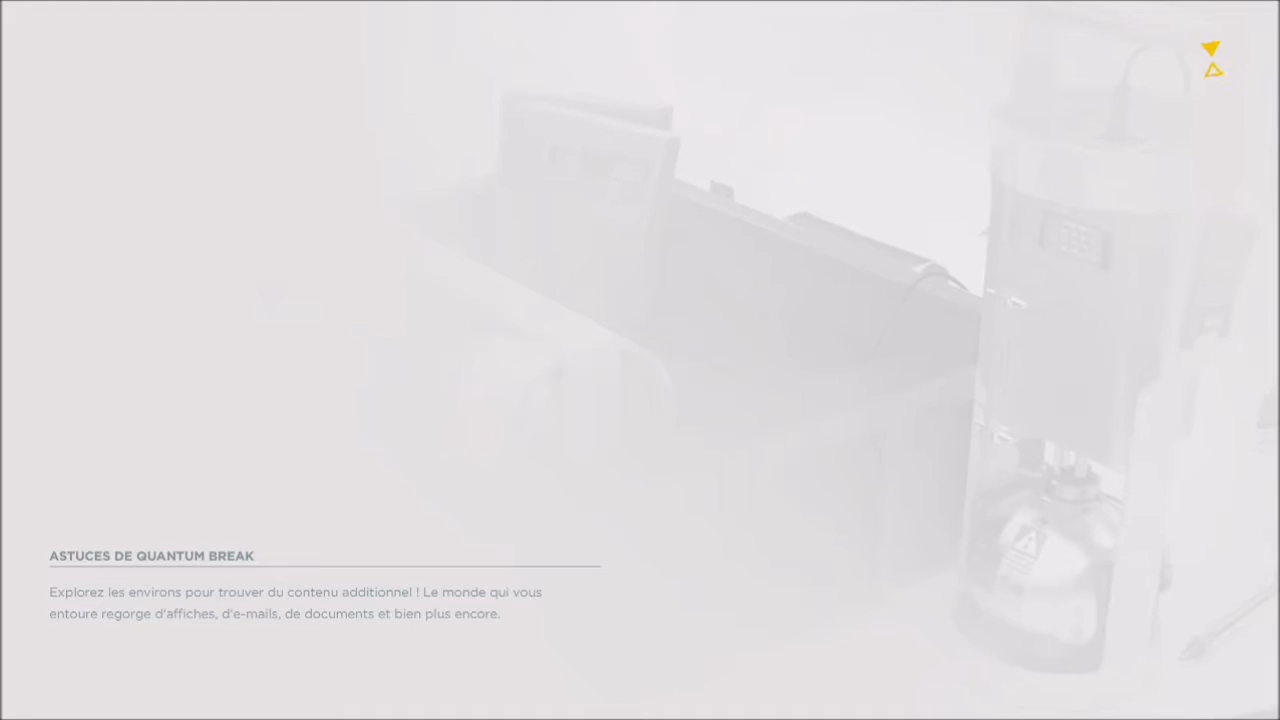 ASTUCES DE QUANTUM BREAK
Explorez les environs pour trouver du contenu additionnel ! Le monde qui vous
entoure regorge d'affiches, d'e-mails, de documents et bien plus encore.